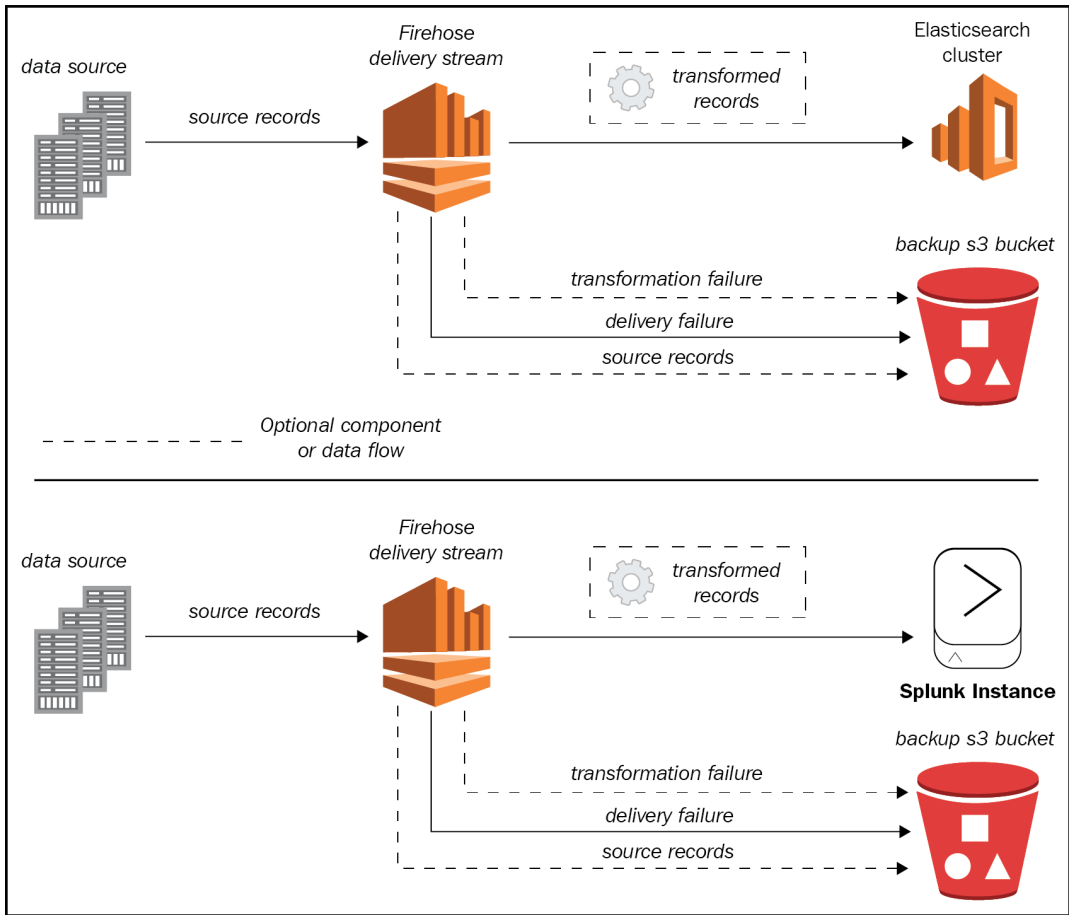 data source
source records
Firehose
delivery stream
transformed
records
Elasticsearch
cluster
backup s3 bucket
transformation failure
delivery failure
source records
Optional component
or data flow
data source
source records
Firehose
delivery stream
transformed
records
Splunk Instance
backup s3 bucket
transformation failure
delivery failure
source records